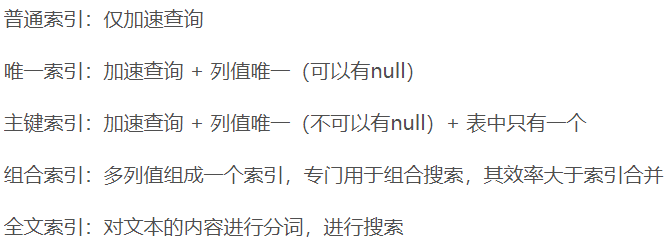 普通索引：仅加速查询
唯一索引：加速查询 + 列值唯一（可以有null）
主键索引：加速查询 + 列值唯一（不可以有null）+ 表中只有一个
组合索引：多列值组成一个索引，专门用于组合搜索，其效率大于索引合并
全文索引：对文本的内容进行分词，进行搜索